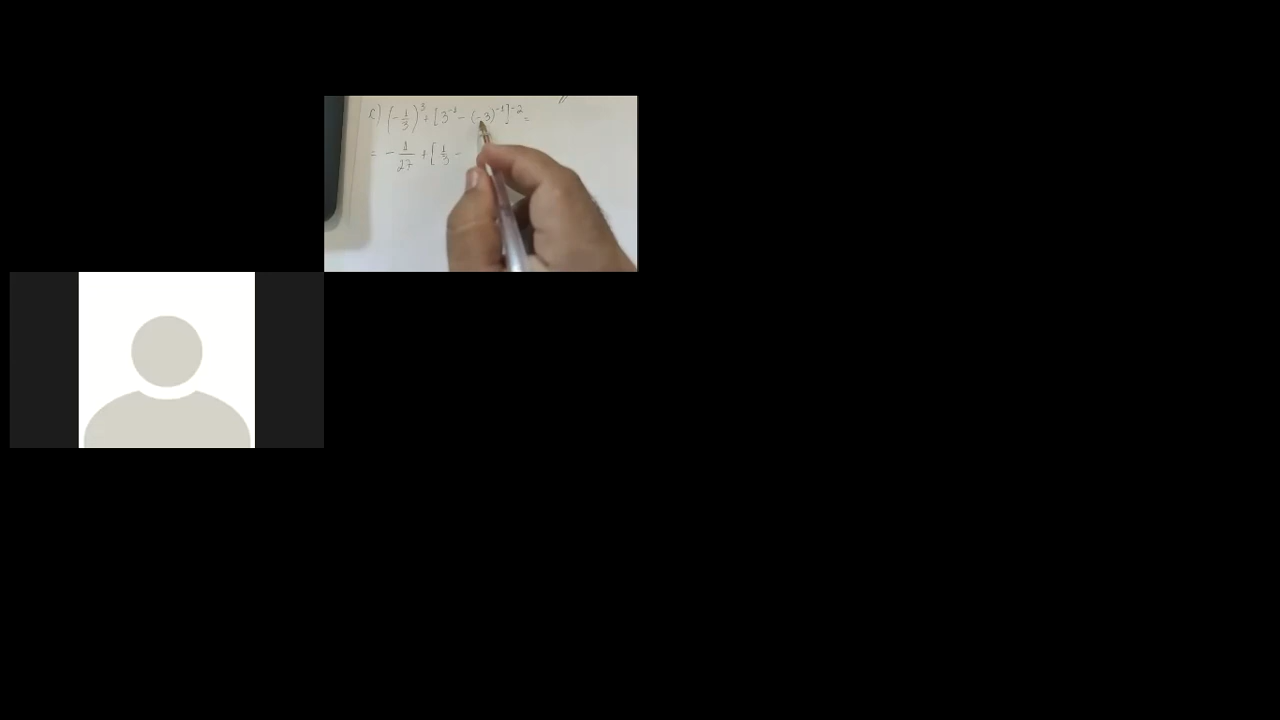 c) (-1/3)³ + [3⁻¹ - (-3)⁻¹]⁻² =
= - 1/27 + [1/3 -